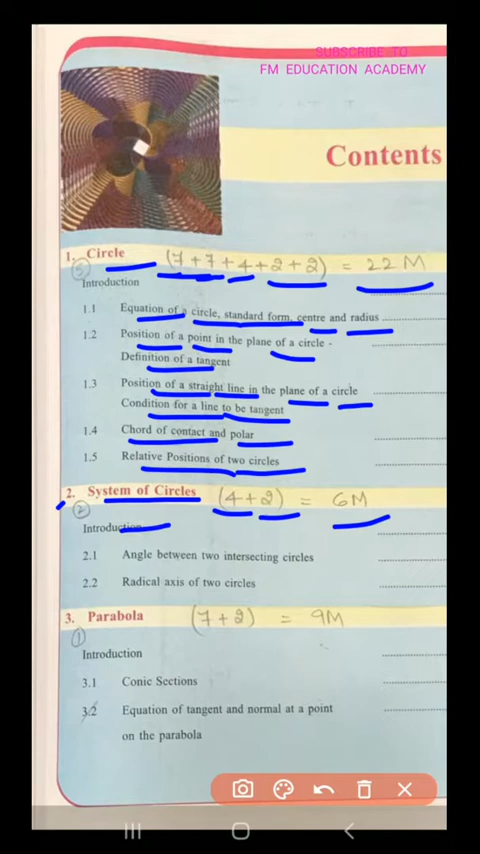 SUBSCRIBE TO
FM EDUCATION ACADEMY
Contents
1. Circle (7+7+4+2+2) = 22M
5
Introduction
1.1 Equation of a circle, standard form, centre and radius
1.2 Position of a point in the plane of a circle -
Definition of a tangent
1.3 Position of a straight line in the plane of a circle
Condition for a line to be tangent
1.4 Chord of contact and polar
1.5 Relative Positions of two circles
2. System of Circles (4+2) = 6M
2
Introduction
2.1 Angle between two intersecting circles
2.2 Radical axis of two circles
3. Parabola (7+2) = 9M
1
Introduction
3.1 Conic Sections
3.2 Equation of tangent and normal at a point
on the parabola